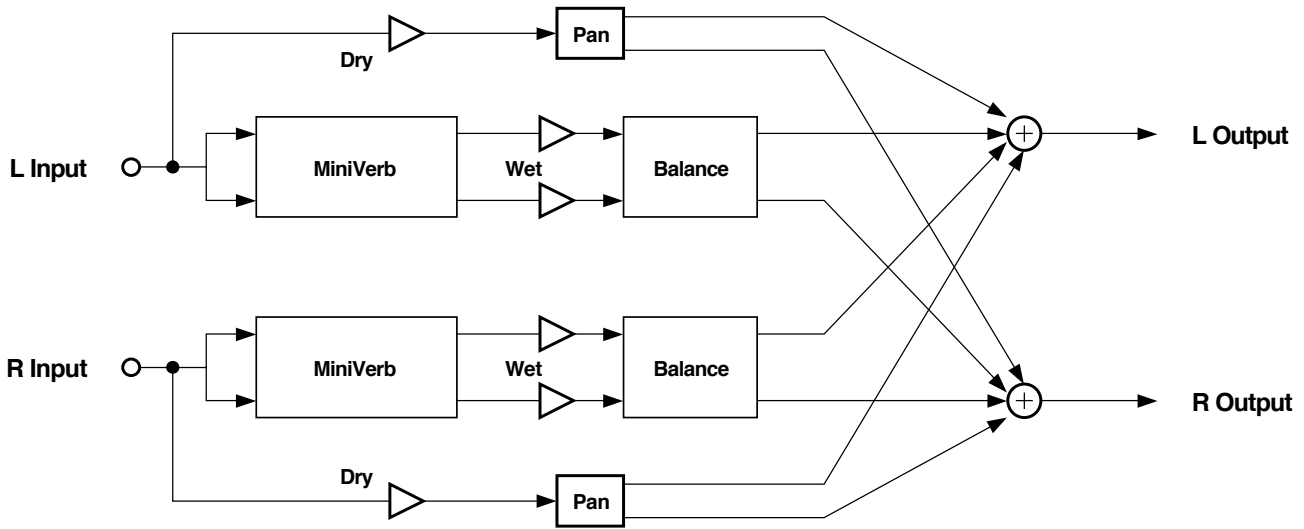 Pan
Dry
L Input
MiniVerb
Wet
Balance
L Output
R Input
MiniVerb
Wet
Balance
R Output
Dry
Pan